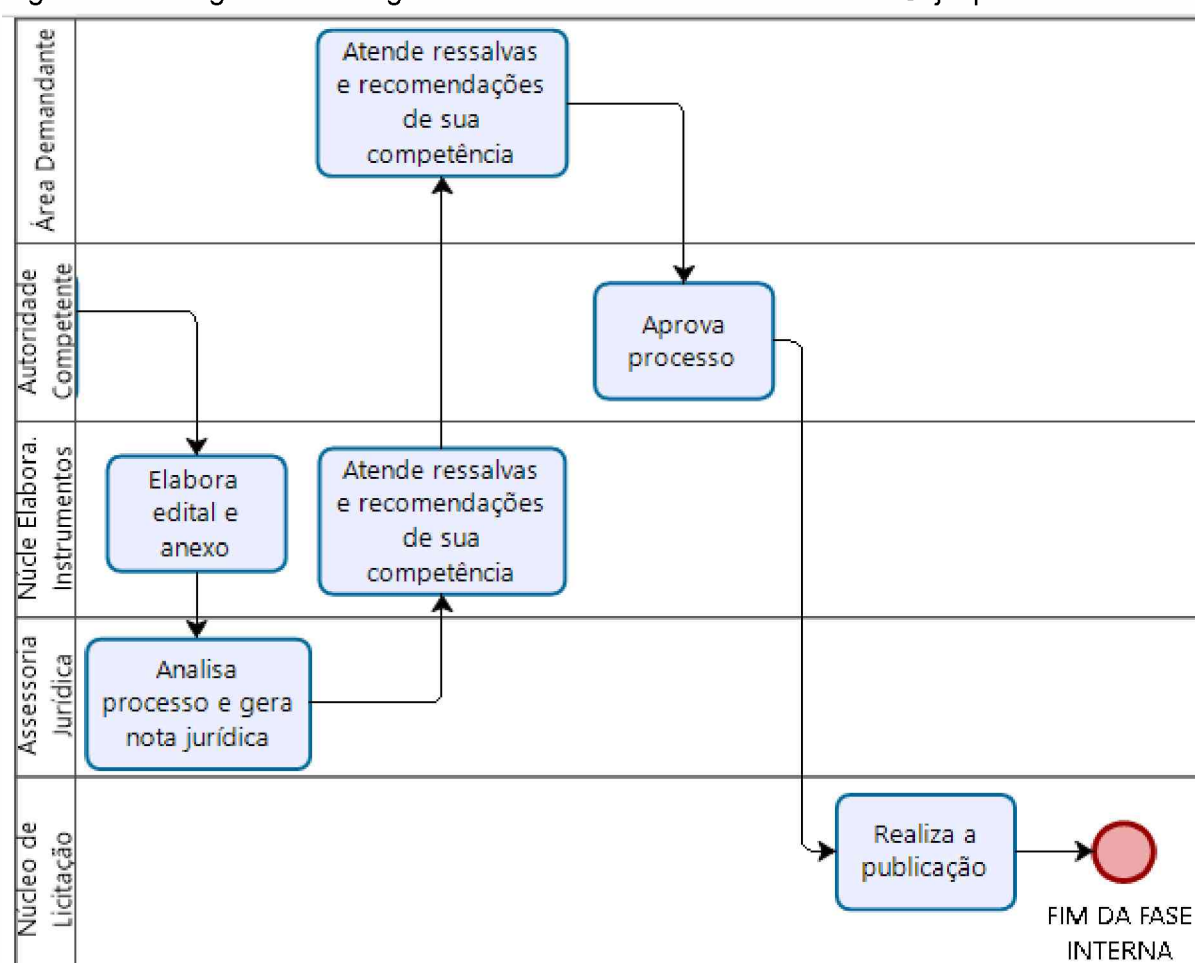 Área Demandante
Atende ressalvas
e recomendações
de sua
competência
Autoridade
Competente
Aprova
processo
Núcle Elabora.
Instrumentos
Elabora
edital e
anexo
Atende ressalvas
e recomendações
de sua
competência
Assessoria
Jurídica
Analisa
processo e gera
nota jurídica
Núcleo de
Licitação
Realiza a
publicação
FIM DA FASE
INTERNA